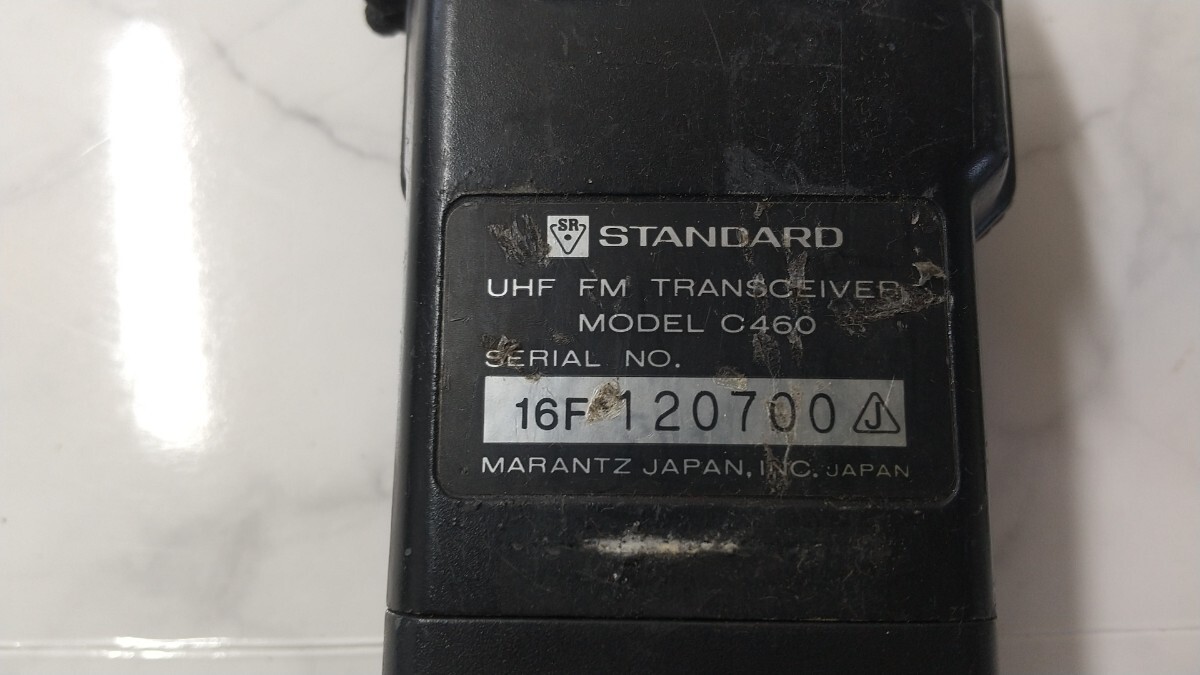 SR STANDARD
UHF FM TRANSCEIVER
MODEL C460
SERIAL NO.
16F 120700 J
MARANTZ JAPAN, INC. JAPAN